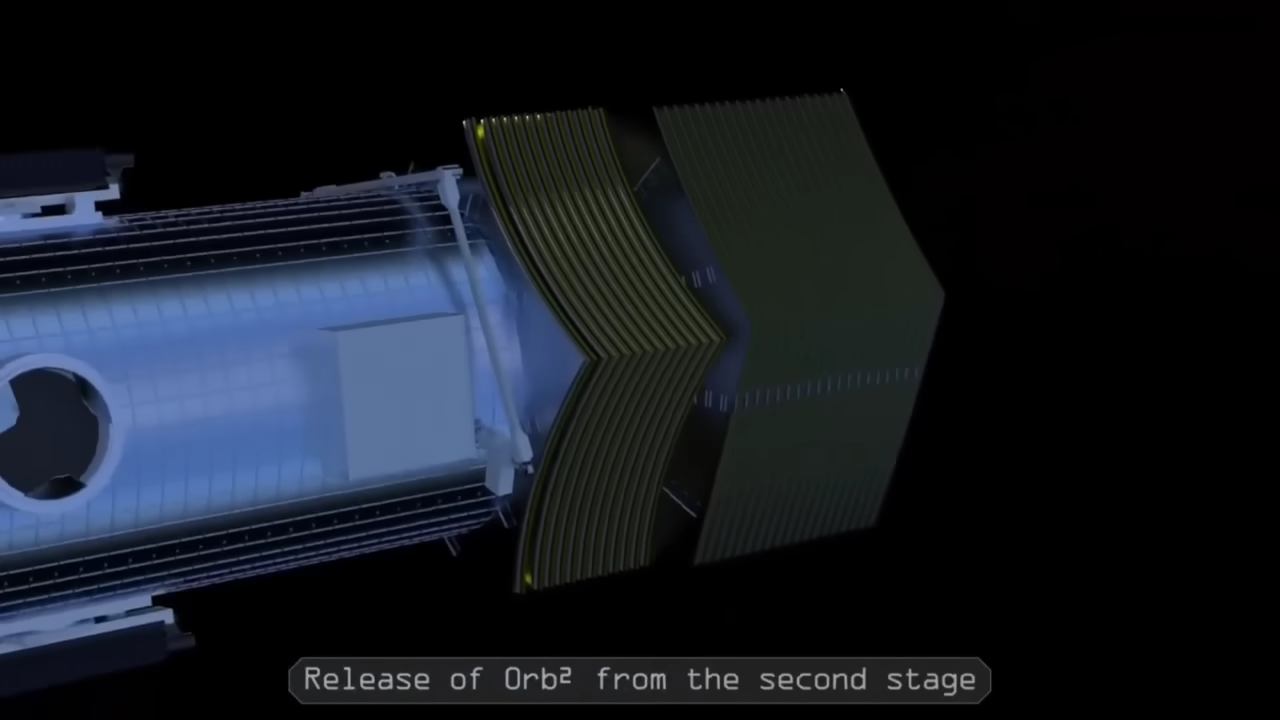 Release of Orb² from the second stage